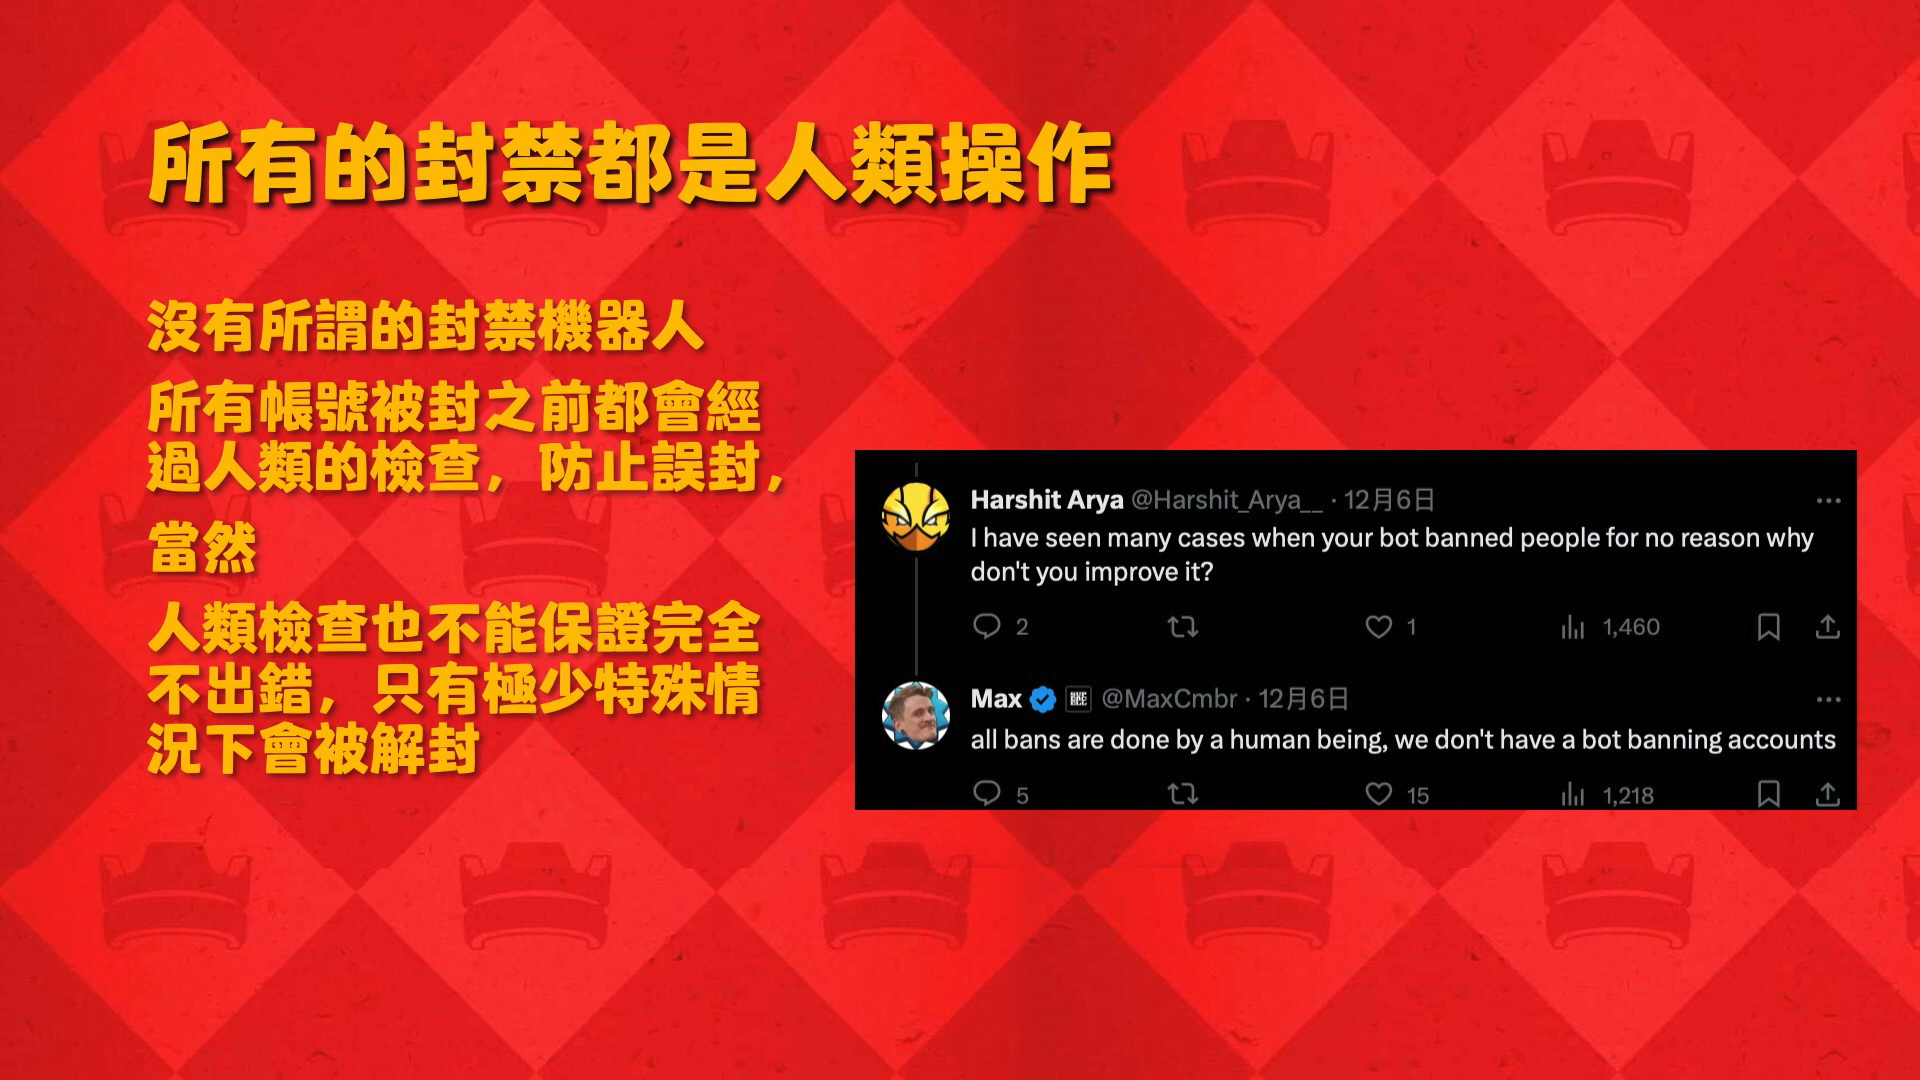 所有的封禁都是人類操作
沒有所謂的封禁機器人
所有帳號被封之前都會經
過人類的檢查，防止誤封，
當然
人類檢查也不能保證完全
不出錯，只有極少特殊情
況下會被解封
Harshit Arya @Harshit_Arya__ · 12月6日
I have seen many cases when your bot banned people for no reason why
don't you improve it?
2 1 1,460
Max @MaxCmbr · 12月6日
all bans are done by a human being, we don't have a bot banning accounts
5 15 1,218